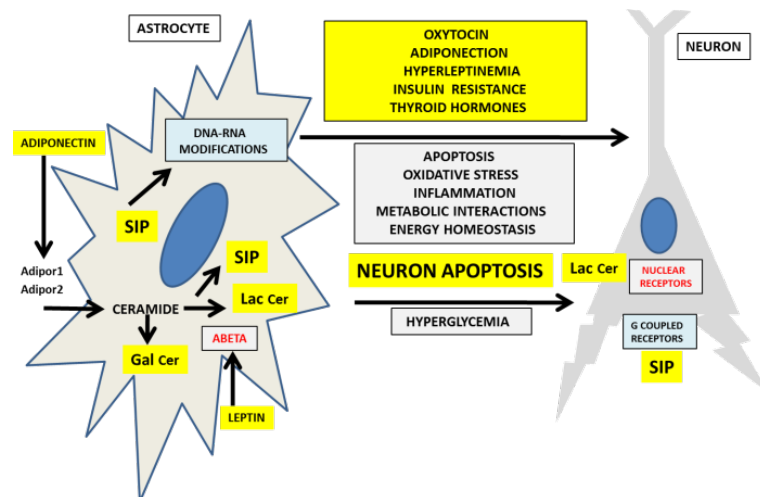 ASTROCYTE
OXYTOCIN
ADIPONECTION
HYPERLEPTINEMIA
INSULIN RESISTANCE
THYROID HORMONES
NEURON
ADIPONECTIN
DNA-RNA
MODIFICATIONS
APOPTOSIS
OXIDATIVE STRESS
INFLAMMATION
METABOLIC INTERACTIONS
ENERGY HOMEOSTASIS
SIP
SIP
Adipor1
Adipor2
CERAMIDE
Lac Cer
Gal Cer
ABETA
LEPTIN
NEURON APOPTOSIS
HYPERGLYCEMIA
Lac Cer
NUCLEAR
RECEPTORS
G COUPLED
RECEPTORS
SIP